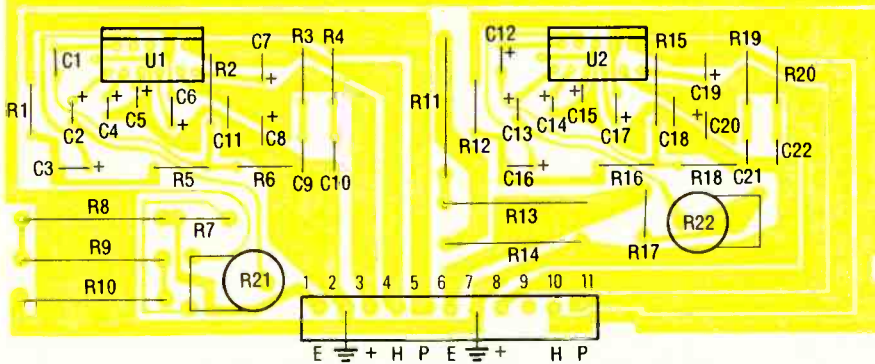 C1 U1 C7 R3 R4 C12 U2 R15 R19
R1 C2 C4 C5 C6 R2 C11 C8 R11 R12 C13 C14 C15 C17 C18 C19 C20 R20
C3 R5 R6 C9 C10 C16 R16 R18 C21 C22
R8 R7 R13 R17 R22
R9 R14
R10 R21
1 2 3 4 5 6 7 8 9 10 11
E + H P E + H P